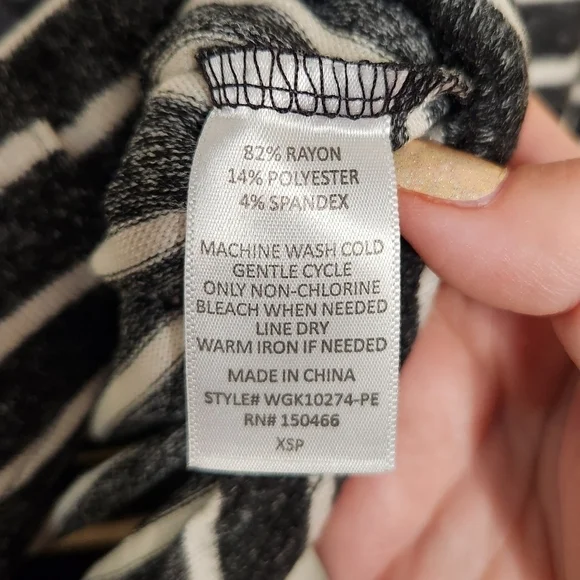 82% RAYON
14% POLYESTER
4% SPANDEX
MACHINE WASH COLD
GENTLE CYCLE
ONLY NON-CHLORINE
BLEACH WHEN NEEDED
LINE DRY
WARM IRON IF NEEDED
MADE IN CHINA
STYLE# WGK10274-PE
RN# 150466
XSP